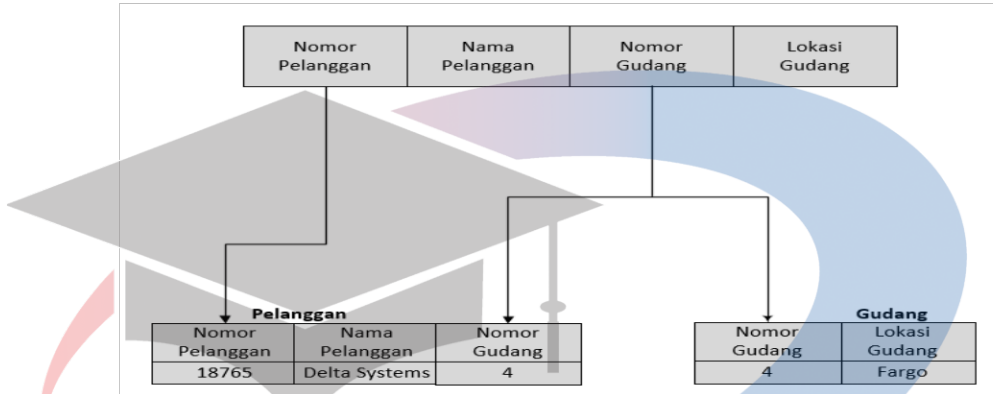 Nomor Nama Nomor Lokasi
Pelanggan Pelanggan Gudang Gudang
Pelanggan Gudang
Nomor Nama Nomor Nomor Lokasi
Pelanggan Pelanggan Gudang Gudang Gudang
18765 Delta Systems 4 4 Fargo